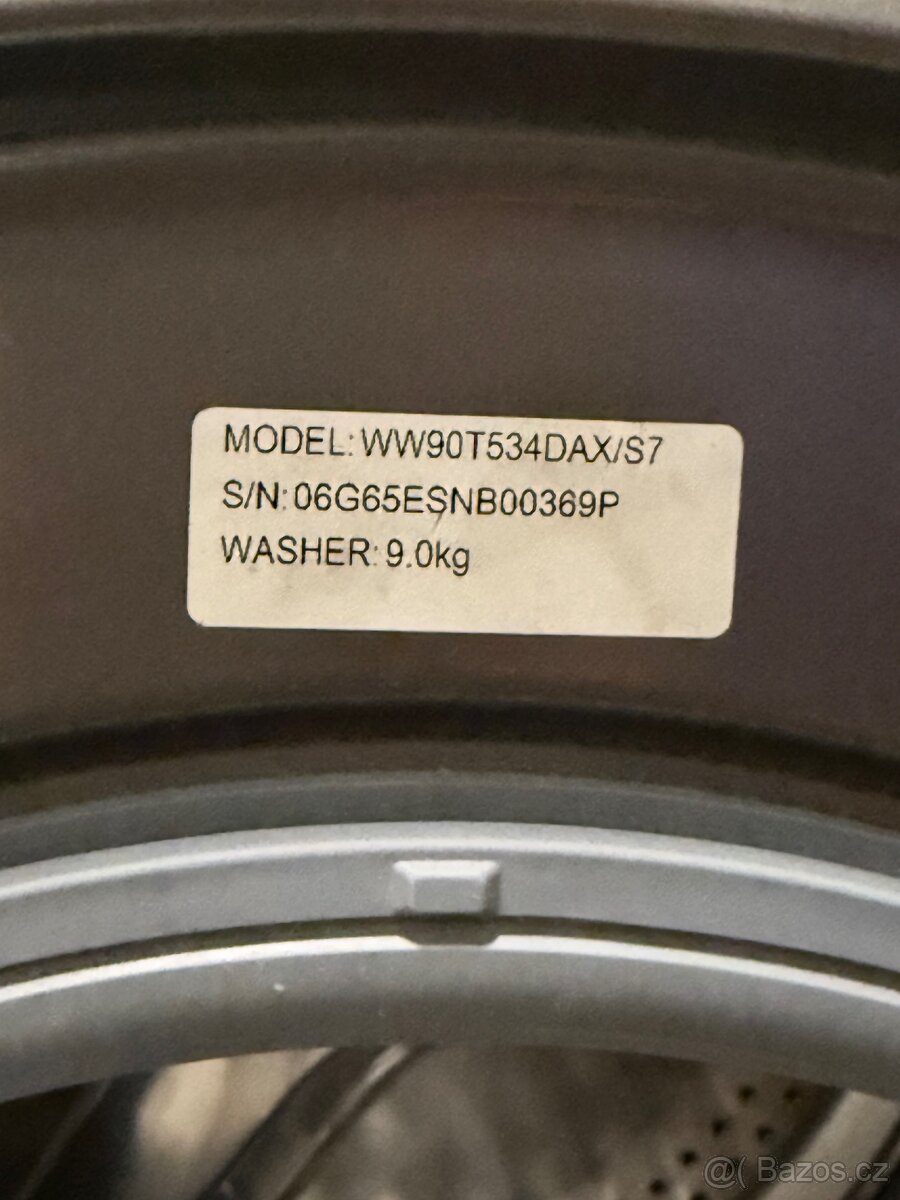 MODEL: WW90T534DAX/S7
S/N: 06G65ESNB00369P
WASHER: 9.0kg
@( Bazos.cz